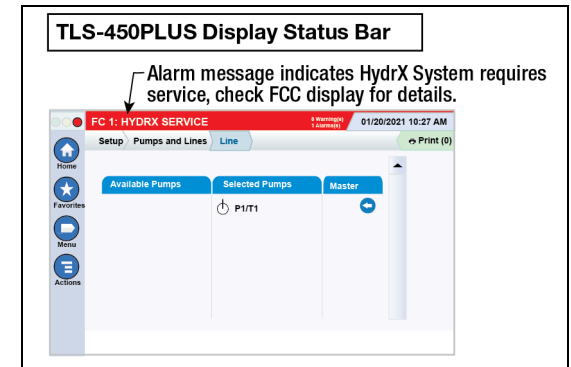 TLS-450PLUS Display Status Bar
Alarm message indicates HydrX System requires
service, check FCC display for details.
FC 1: HYDRX SERVICE
0 Warning(s)
1 Alarms(s)
01/20/2021 10:27 AM
Setup Pumps and Lines Line
Print (0)
Home
Favorites
Menu
Actions
Available Pumps Selected Pumps Master
P1/T1